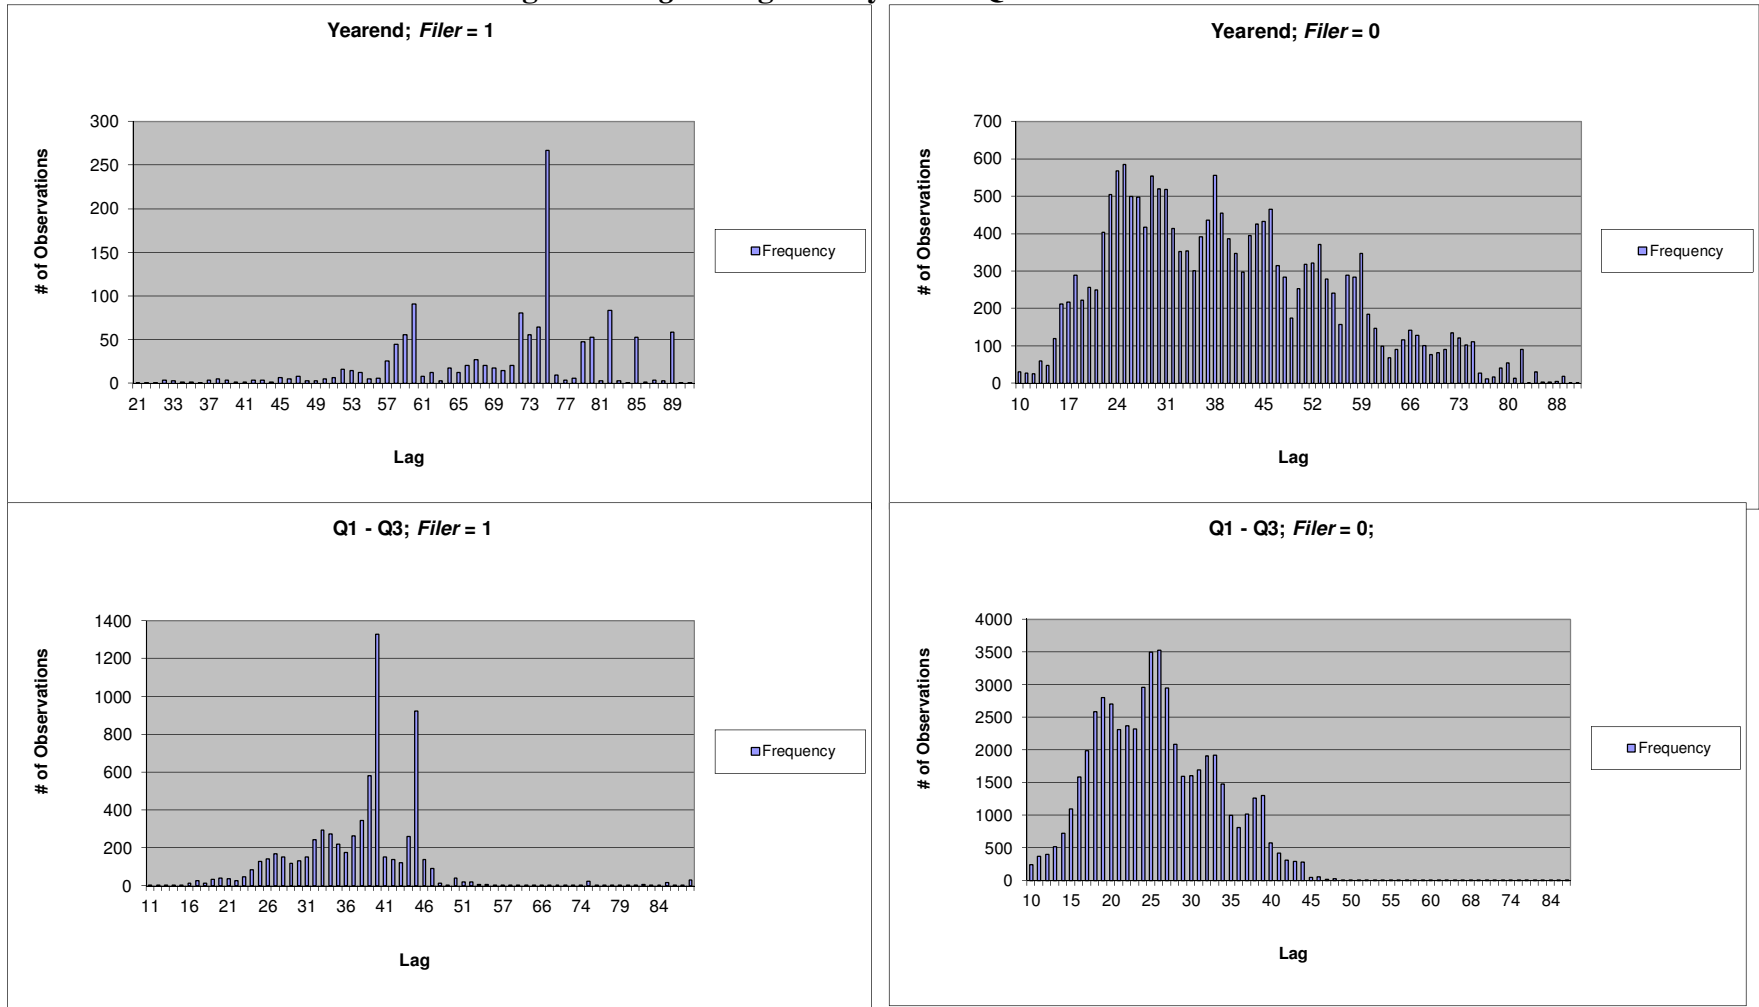 Yearend; Filer = 1
300
250
200
150
100
50
0
# of Observations
21 33 37 41 45 49 53 57 61 65 69 73 77 81 85 89
Lag
Frequency
Yearend; Filer = 0
700
600
500
400
300
200
100
0
# of Observations
10 17 24 31 38 45 52 59 66 73 80 88
Lag
Frequency
Q1 - Q3; Filer = 1
1400
1200
1000
800
600
400
200
0
# of Observations
11 16 21 26 31 36 41 46 51 57 66 74 79 84
Lag
Frequency
Q1 - Q3; Filer = 0;
4000
3500
3000
2500
2000
1500
1000
500
0
# of Observations
10 15 20 25 30 35 40 45 50 55 60 68 74 84
Lag
Frequency